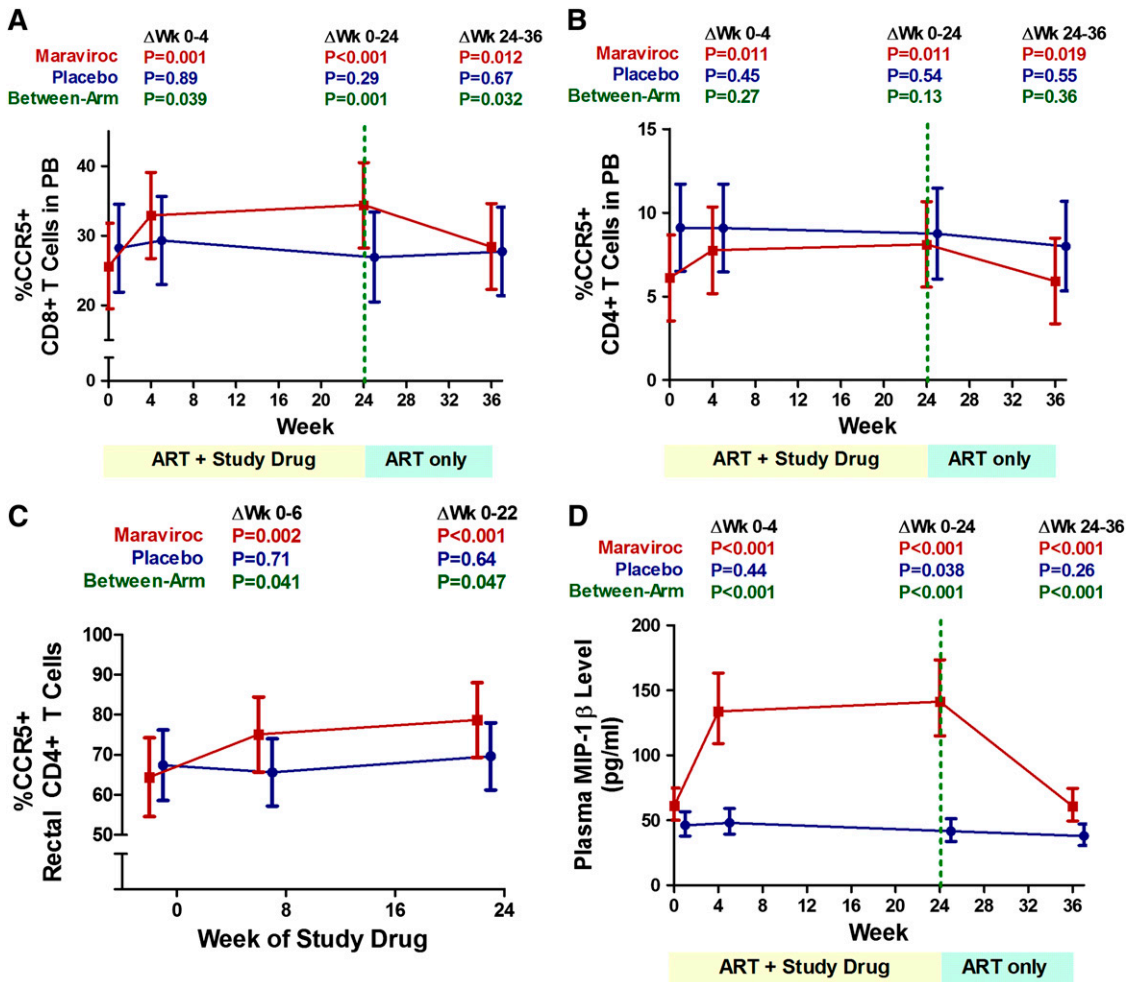 A
ΔWk 0-4 ΔWk 0-24 ΔWk 24-36
Maraviroc P=0.001 P<0.001 P=0.012
Placebo P=0.89 P=0.29 P=0.67
Between-Arm P=0.039 P=0.001 P=0.032
%CCR5+
CD8+ T Cells in PB
40
30
20
0
0 4 8 12 16 20 24 28 32 36
Week
ART + Study Drug ART only
B
ΔWk 0-4 ΔWk 0-24 ΔWk 24-36
Maraviroc P=0.011 P=0.011 P=0.019
Placebo P=0.45 P=0.54 P=0.55
Between-Arm P=0.27 P=0.13 P=0.36
%CCR5+
CD4+ T Cells in PB
15
10
5
0
0 4 8 12 16 20 24 28 32 36
Week
ART + Study Drug ART only
C
ΔWk 0-6 ΔWk 0-22
Maraviroc P=0.002 P<0.001
Placebo P=0.71 P=0.64
Between-Arm P=0.041 P=0.047
%CCR5+
Rectal CD4+ T Cells
100
90
80
70
60
50
0 8 16 24
Week of Study Drug
D
ΔWk 0-4 ΔWk 0-24 ΔWk 24-36
Maraviroc P<0.001 P<0.001 P<0.001
Placebo P=0.44 P=0.038 P=0.26
Between-Arm P<0.001 P<0.001 P<0.001
Plasma MIP-1 β Level
(pg/ml)
200
150
100
50
0
0 4 8 12 16 20 24 28 32 36
Week
ART + Study Drug ART only